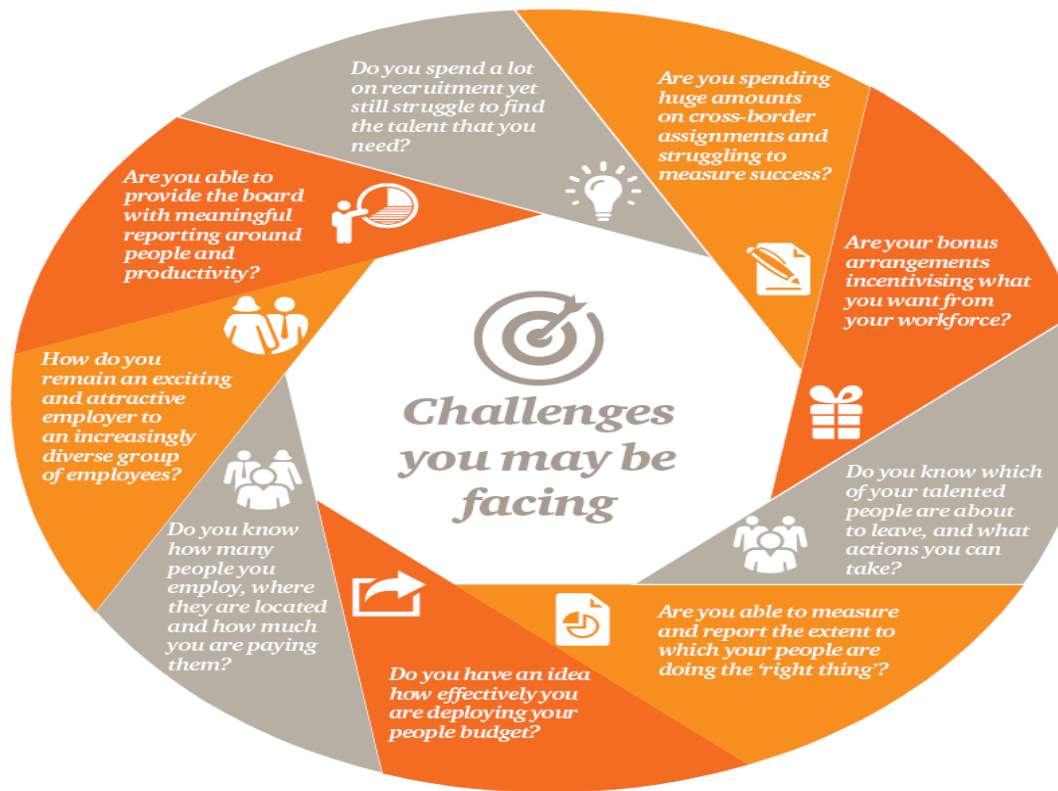 Do you spend a lot
on recruitment yet
still struggle to find
the talent that you
need?
Are you spending
huge amounts
on cross-border
assignments and
struggling to
measure success?
Are your bonus
arrangements
incentivising what
you want from
your workforce?
Do you know which
of your talented
people are about
to leave, and what
actions you can
take?
Are you able to measure
and report the extent to
which your people are
doing the ‘right thing’?
Do you have an idea
how effectively you
are deploying your
people budget?
Do you know
how many
people you
employ, where
they are located
and how much
you are paying
them?
How do you
remain an exciting
and attractive
employer to
an increasingly
diverse group
of employees?
Are you able to
provide the board
with meaningful
reporting around
people and
productivity?
Challenges
you may be
facing